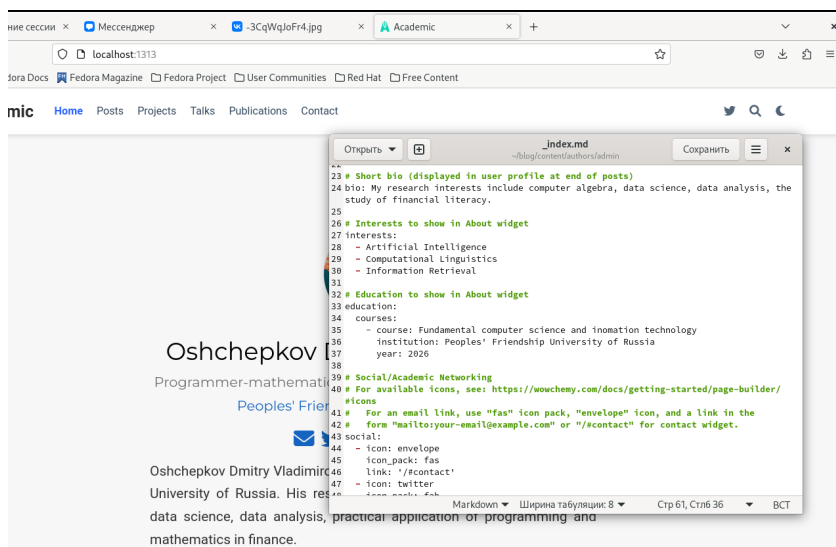 ние сессии ×
Мессенджер ×
-3CqWqJoFr4.jpg ×
Academic × +
localhost:1313
dora Docs Fedora Magazine Fedora Project User Communities Red Hat Free Content
mic Home Posts Projects Talks Publications Contact
Открыть
_index.md
~/blog/content/authors/admin
Сохранить
22
23 # Short bio (displayed in user profile at end of posts)
24 bio: My research interests include computer algebra, data science, data analysis, the
study of financial literacy.
25
26 # Interests to show in About widget
27 interests:
28 - Artificial Intelligence
29 - Computational Linguistics
30 - Information Retrieval
31
32 # Education to show in About widget
33 education:
34 courses:
35 - course: Fundamental computer science and inomation technology
36 institution: Peoples' Friendship University of Russia
37 year: 2026
38
39 # Social/Academic Networking
40 # For available icons, see: https://wowchemy.com/docs/getting-started/page-builder/
#icons
41 # For an email link, use "fas" icon pack, "envelope" icon, and a link in the
42 # form "mailto:your-email@example.com" or "/#contact" for contact widget.
43 social:
44 - icon: envelope
45 icon_pack: fas
46 link: '/#contact'
47 - icon: twitter
48 icon_pack: fab
Markdown Ширина табуляции: 8 Стр 61, Стлб 36 ВСТ
Oshchepkov
Programmer-mathemati
Peoples' Frien
Oshchepkov Dmitry Vladimir
University of Russia. His res
data science, data analysis, practical application of programming and
mathematics in finance.